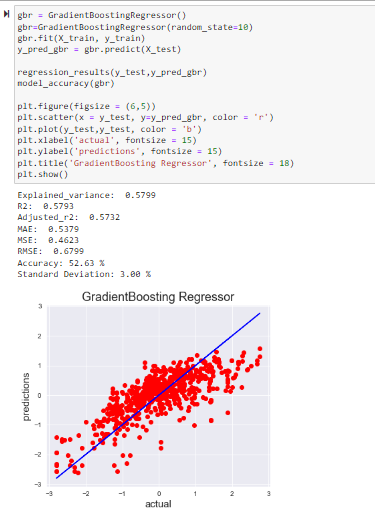 gbr = GradientBoostingRegressor()
gbr=GradientBoostingRegressor(random_state=10)
gbr.fit(X_train, y_train)
y_pred_gbr = gbr.predict(X_test)
regression_results(y_test,y_pred_gbr)
model_accuracy(gbr)
plt.figure(figsize = (6,5))
plt.scatter(x = y_test, y=y_pred_gbr, color = 'r')
plt.plot(y_test,y_test, color = 'b')
plt.xlabel('actual', fontsize = 15)
plt.ylabel('predictions', fontsize = 15)
plt.title('GradientBoosting Regressor', fontsize = 18)
plt.show()
Explained_variance: 0.5799
R2: 0.5793
Adjusted_r2: 0.5732
MAE: 0.5379
MSE: 0.4623
RMSE: 0.6799
Accuracy: 52.63 %
Standard Deviation: 3.00 %
GradientBoosting Regressor
3
2
1
0
−1
−2
−3
predictions
−3 −2 −1 0 1 2 3
actual